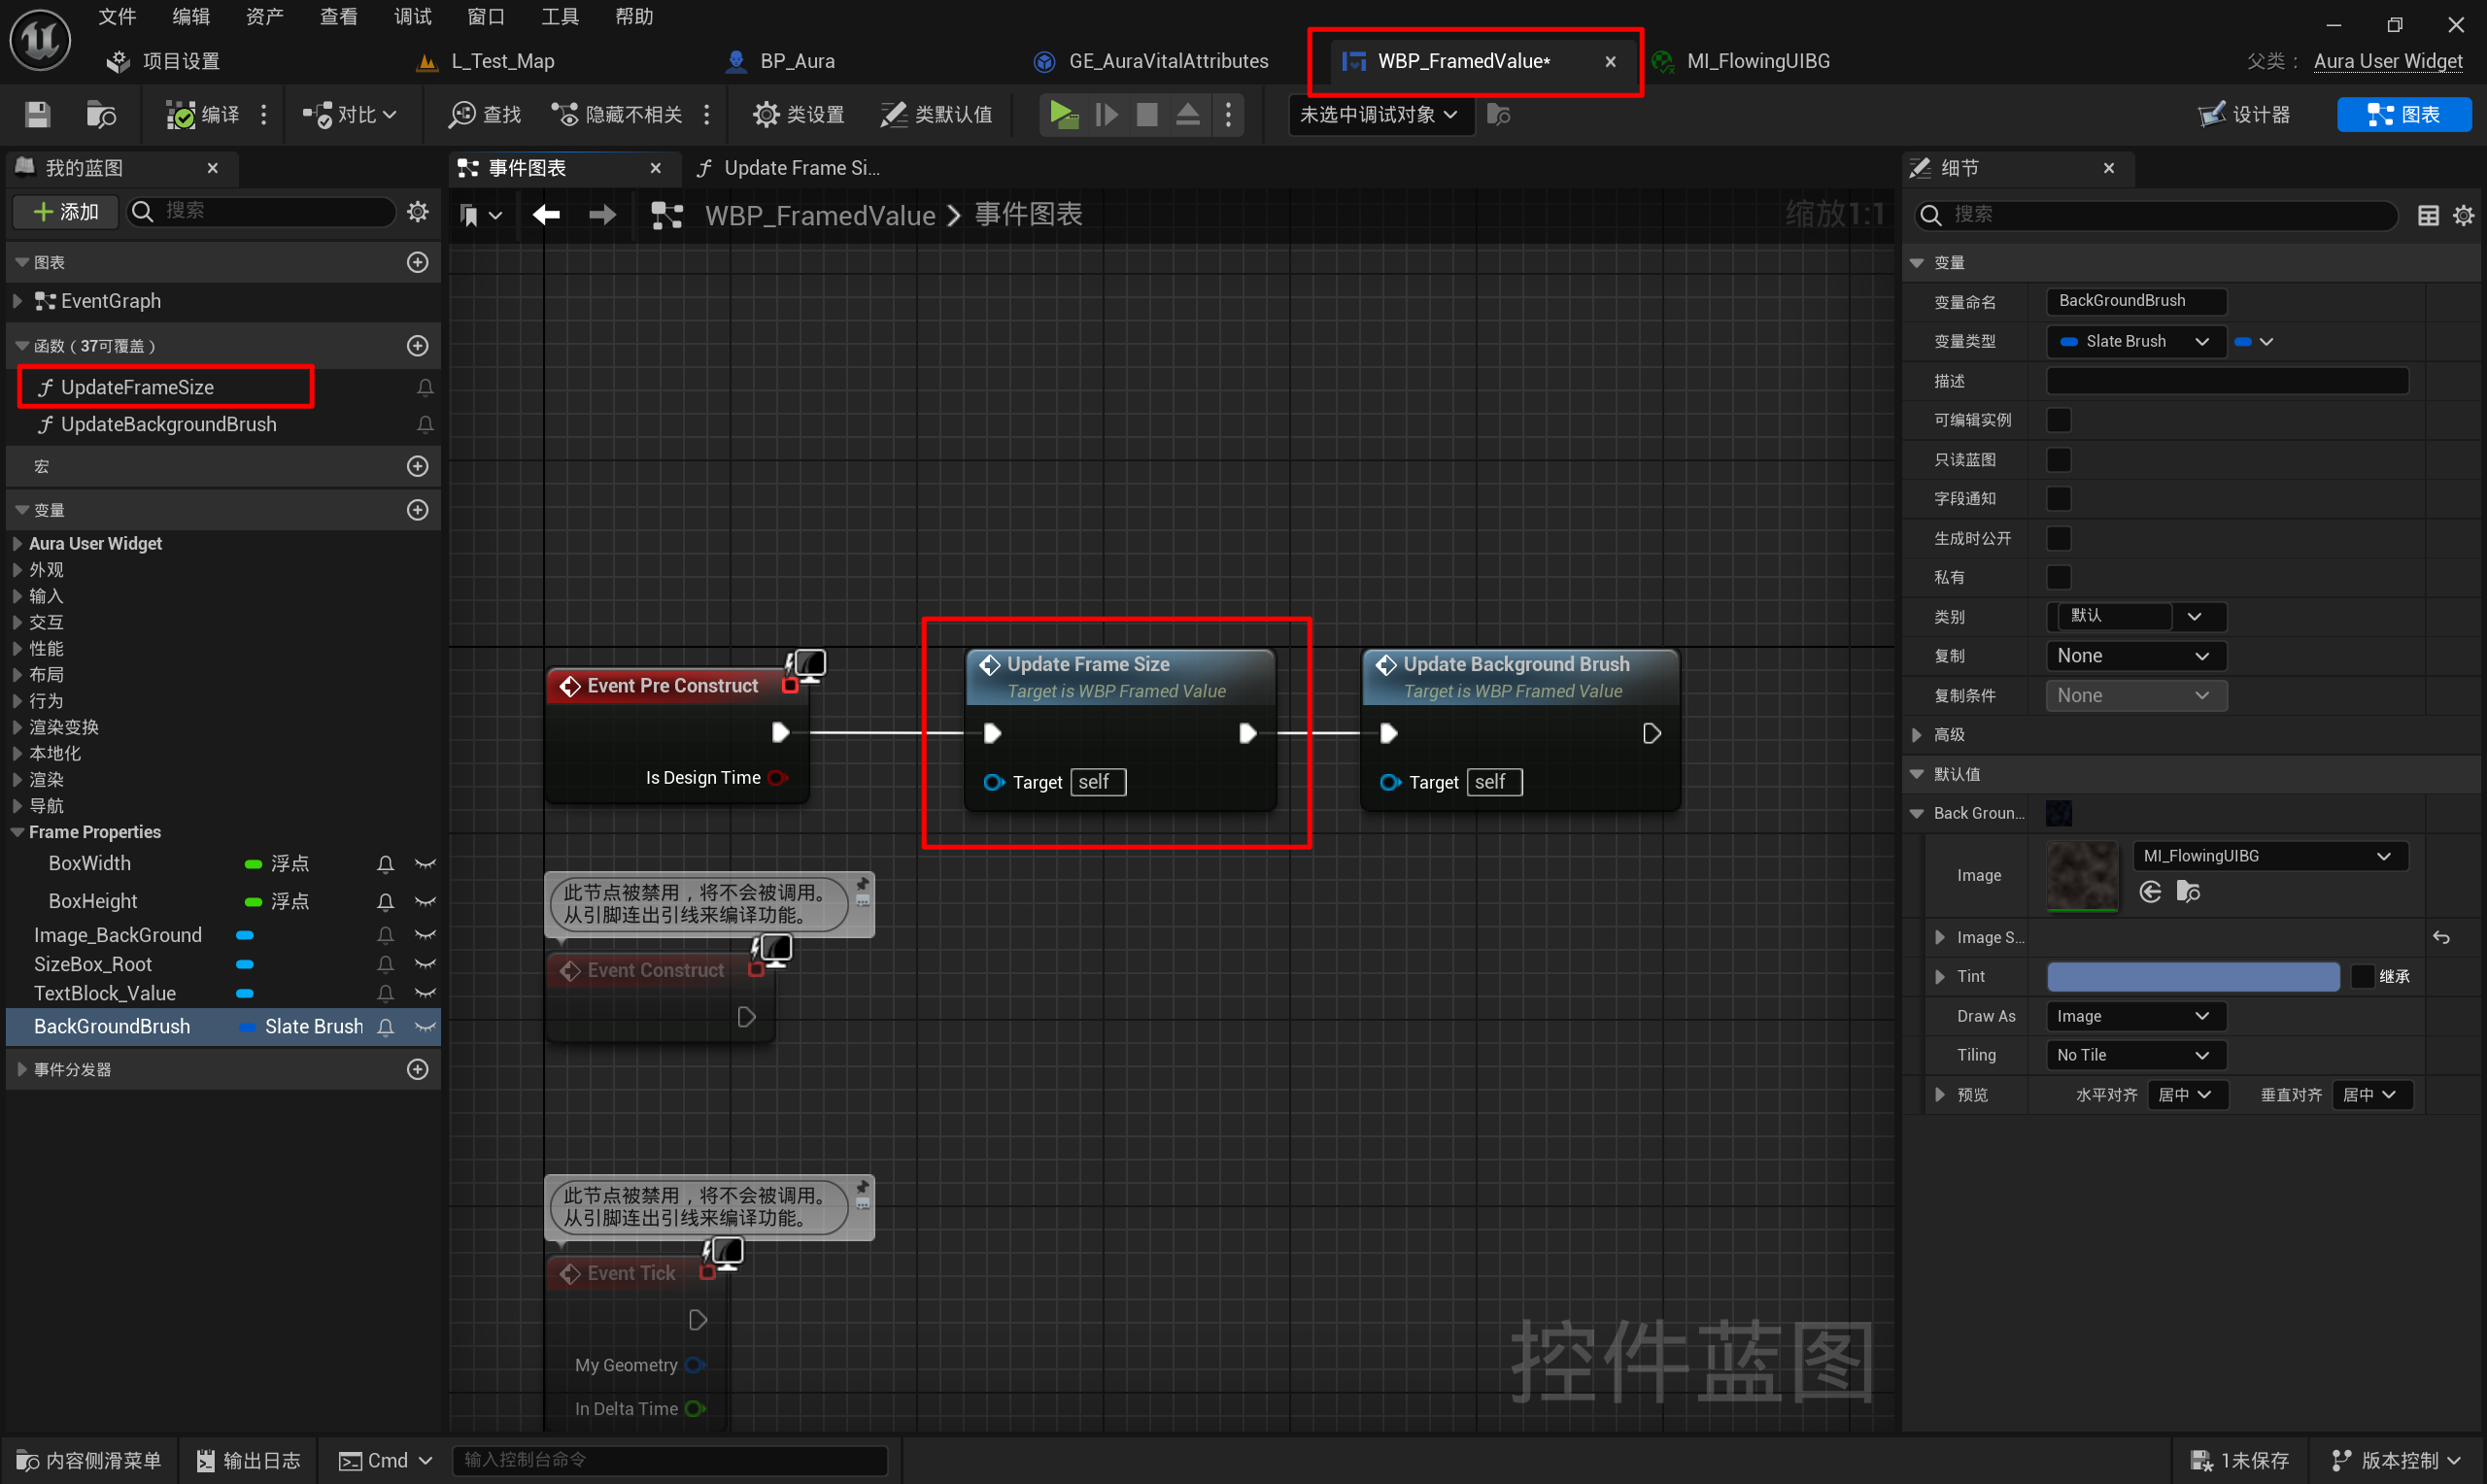 文件 编辑 资产 查看 调试 窗口 工具 帮助
项目设置 L_Test_Map BP_Aura GE_AuraVitalAttributes WBP_FramedValue* MI_FlowingUIBG 父类： Aura User Widget
编译 对比 查找 隐藏不相关 类设置 类默认值 未选中调试对象 设计器 图表
我的蓝图
添加 搜索
图表
EventGraph
函数（37可覆盖）
UpdateFrameSize
UpdateBackgroundBrush
宏
变量
Aura User Widget
外观
输入
交互
性能
布局
行为
渲染变换
本地化
渲染
导航
Frame Properties
BoxWidth 浮点
BoxHeight 浮点
Image_BackGround
SizeBox_Root
TextBlock_Value
BackGroundBrush Slate Brush
事件分发器
事件图表 Update Frame Si...
WBP_FramedValue > 事件图表 缩放1:1
Event Pre Construct
Is Design Time
Update Frame Size
Target is WBP Framed Value
Target self
Update Background Brush
Target is WBP Framed Value
Target self
此节点被禁用，将不会被调用。
从引脚连出引线来编译功能。
Event Construct
此节点被禁用，将不会被调用。
从引脚连出引线来编译功能。
Event Tick
My Geometry
In Delta Time
控件蓝图
细节
搜索
变量
变量命名 BackGroundBrush
变量类型 Slate Brush
描述
可编辑实例
只读蓝图
字段通知
生成时公开
私有
类别 默认
复制 None
复制条件 None
高级
默认值
Back Groun...
Image MI_FlowingUIBG
Image S...
Tint 继承
Draw As Image
Tiling No Tile
预览 水平对齐 居中 垂直对齐 居中
内容侧滑菜单 输出日志 Cmd 输入控制台命令 1未保存 版本控制